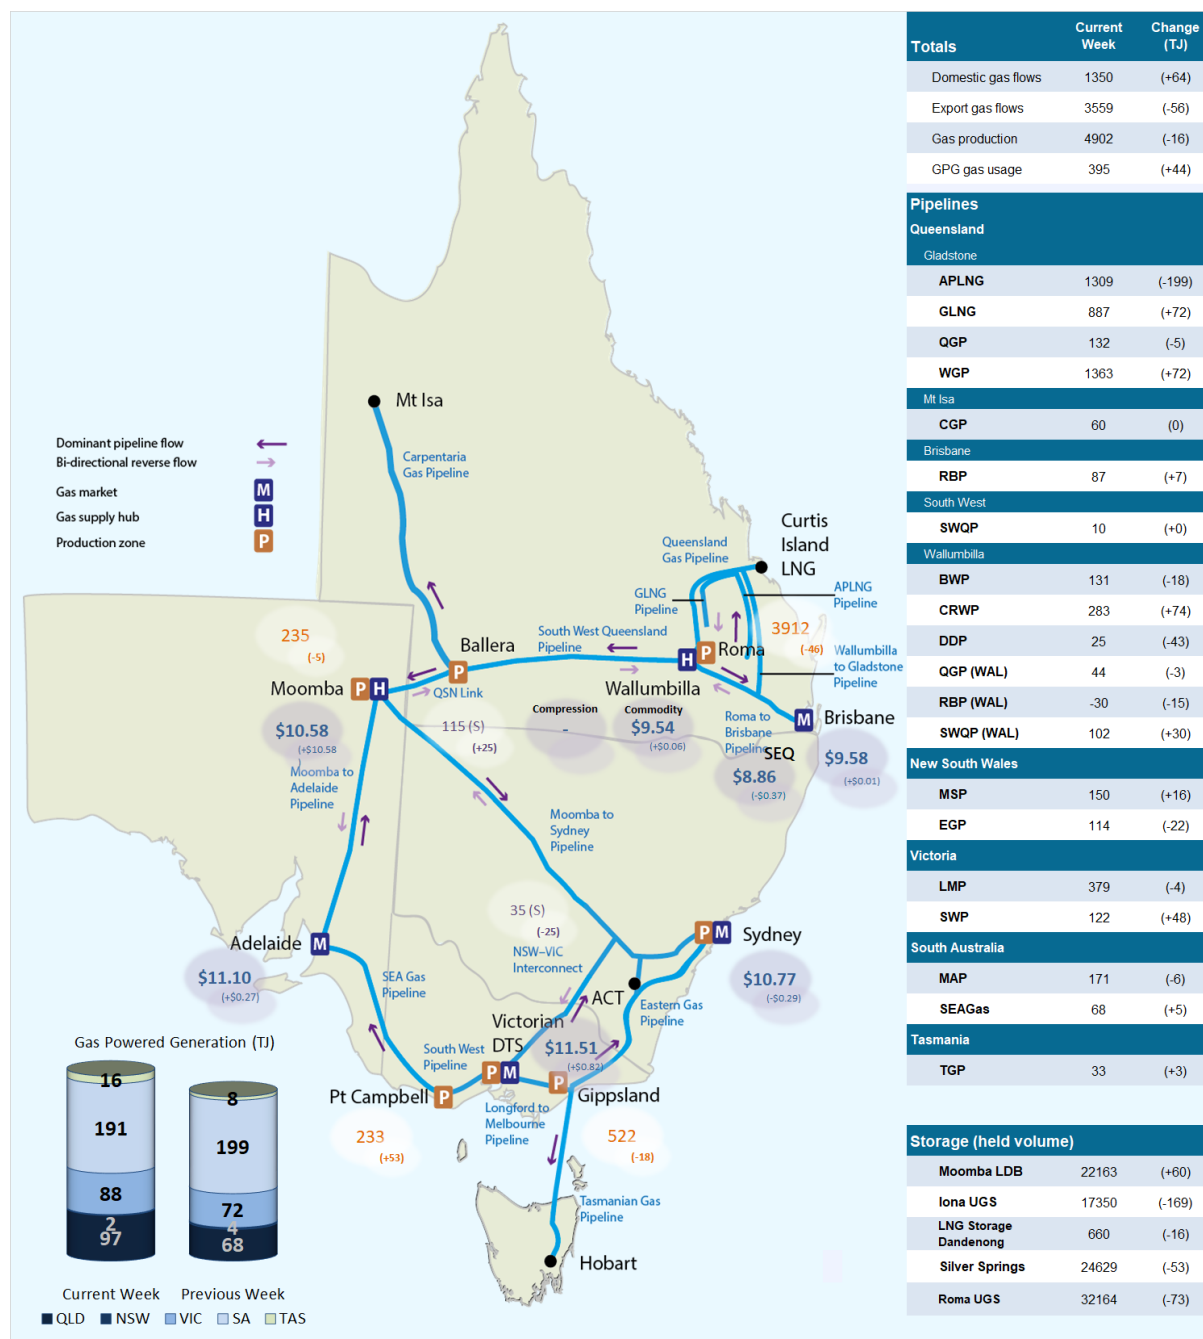 Mt Isa
Dominant pipeline flow
Bi-directional reverse flow
Gas market
M
Gas supply hub
H
Production zone
P
Carpentaria
Gas Pipeline
Curtis
Island
LNG
Queensland
Gas Pipeline
GLNG
Pipeline
APLNG
Pipeline
235
(-5)
3912
(-46)
Ballera
P
South West Queensland
Pipeline
H
P
Roma
Wallumbilla
to Gladstone
Pipeline
Moomba
P
H
QSN Link
Wallumbilla
$10.58
(+$10.58
)
115 (S)
(+25)
Compression
-
Commodity
$9.54
(+$0.06)
Roma to
Brisbane
Pipeline
M
Brisbane
SEQ
$8.86
(-$0.37)
$9.58
(+$0.01)
Moomba to
Adelaide
Pipeline
Moomba to
Sydney
Pipeline
35 (S)
(-25)
NSW-VIC
Interconnect
Adelaide
M
P
M
Sydney
$11.10
(+$0.27)
SEA Gas
Pipeline
$10.77
(-$0.29)
ACT
Eastern Gas
Pipeline
Victorian
DTS
$11.51
(+$0.82)
South West
Pipeline
P
M
P
Gippsland
Pt Campbell
P
Longford to
Melbourne
Pipeline
233
(+53)
522
(-18)
Tasmanian Gas
Pipeline
Hobart
Gas Powered Generation (TJ)
16
191
88
2
97
8
199
72
4
68
Current Week
Previous Week
QLD
NSW
VIC
SA
TAS
Totals Current Week Change (TJ)
Domestic gas flows 1350 (+64)
Export gas flows 3559 (-56)
Gas production 4902 (-16)
GPG gas usage 395 (+44)
Pipelines
Queensland
Gladstone
APLNG 1309 (-199)
GLNG 887 (+72)
QGP 132 (-5)
WGP 1363 (+72)
Mt Isa
CGP 60 (0)
Brisbane
RBP 87 (+7)
South West
SWQP 10 (+0)
Wallumbilla
BWP 131 (-18)
CRWP 283 (+74)
DDP 25 (-43)
QGP (WAL) 44 (-3)
RBP (WAL) -30 (-15)
SWQP (WAL) 102 (+30)
New South Wales
MSP 150 (+16)
EGP 114 (-22)
Victoria
LMP 379 (-4)
SWP 122 (+48)
South Australia
MAP 171 (-6)
SEAGas 68 (+5)
Tasmania
TGP 33 (+3)
Storage (held volume)
Moomba LDB 22163 (+60)
Iona UGS 17350 (-169)
LNG Storage
Dandenong 660 (-16)
Silver Springs 24629 (-53)
Roma UGS 32164 (-73)